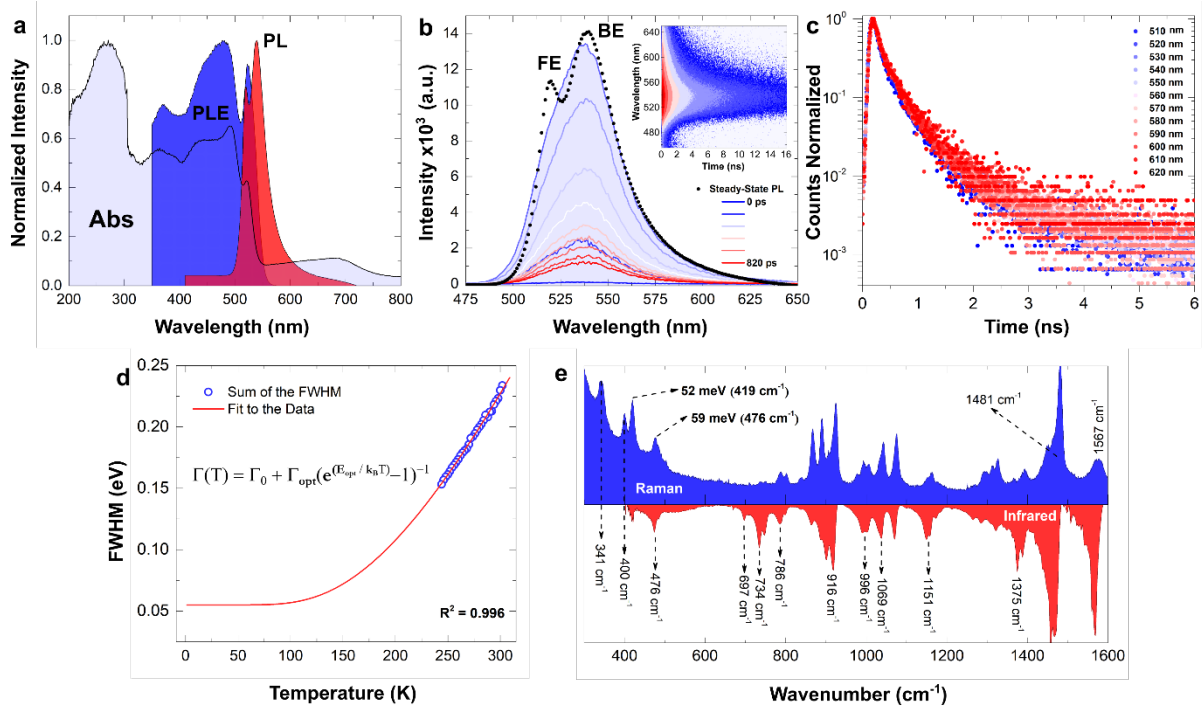 a
Normalized Intensity
1.0
0.8
0.6
0.4
0.2
0.0
PL
PLE
Abs
200 300 400 500 600 700 800
Wavelength (nm)
b
Intensity x10³ (a.u.)
14
13
12
11
10
9
8
7
6
5
4
3
2
1
0
FE
BE
Wavelength (nm)
640
600
560
520
480
0 2 4 6 8 10 12 14 16
Time (ns)
Steady-State PL
0 ps
820 ps
475 500 525 550 575 600 625 650
Wavelength (nm)
c
Counts Normalized
10⁰
10⁻¹
10⁻²
10⁻³
510 nm
520 nm
530 nm
540 nm
550 nm
560 nm
570 nm
580 nm
590 nm
600 nm
610 nm
620 nm
0 1 2 3 4 5 6
Time (ns)
d
FWHM (eV)
0.25
0.20
0.15
0.10
0.05
0.00
Sum of the FWHM
Fit to the Data
Γ(T) = Γ₀ + Γopt(e^(Eopt / kBT)−1)⁻¹
R² = 0.996
0 50 100 150 200 250 300
Temperature (K)
e
52 meV (419 cm⁻¹)
59 meV (476 cm⁻¹)
1481 cm⁻¹
1567 cm⁻¹
Raman
Infrared
341 cm⁻¹
400 cm⁻¹
476 cm⁻¹
697 cm⁻¹
734 cm⁻¹
786 cm⁻¹
916 cm⁻¹
996 cm⁻¹
1069 cm⁻¹
1151 cm⁻¹
1375 cm⁻¹
400 600 800 1000 1200 1400 1600
Wavenumber (cm⁻¹)